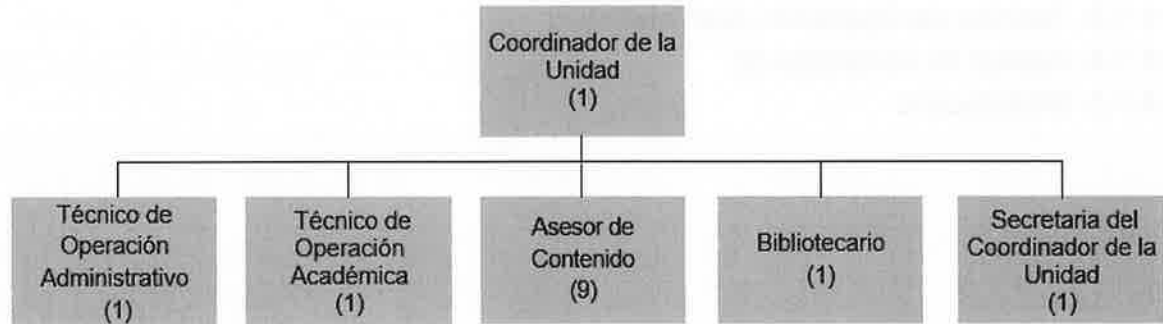 Coordinador de la
Unidad
(1)
Técnico de
Operación
Administrativo
(1)
Técnico de
Operación
Académica
(1)
Asesor de
Contenido
(9)
Bibliotecario
(1)
Secretaria del
Coordinador de la
Unidad
(1)